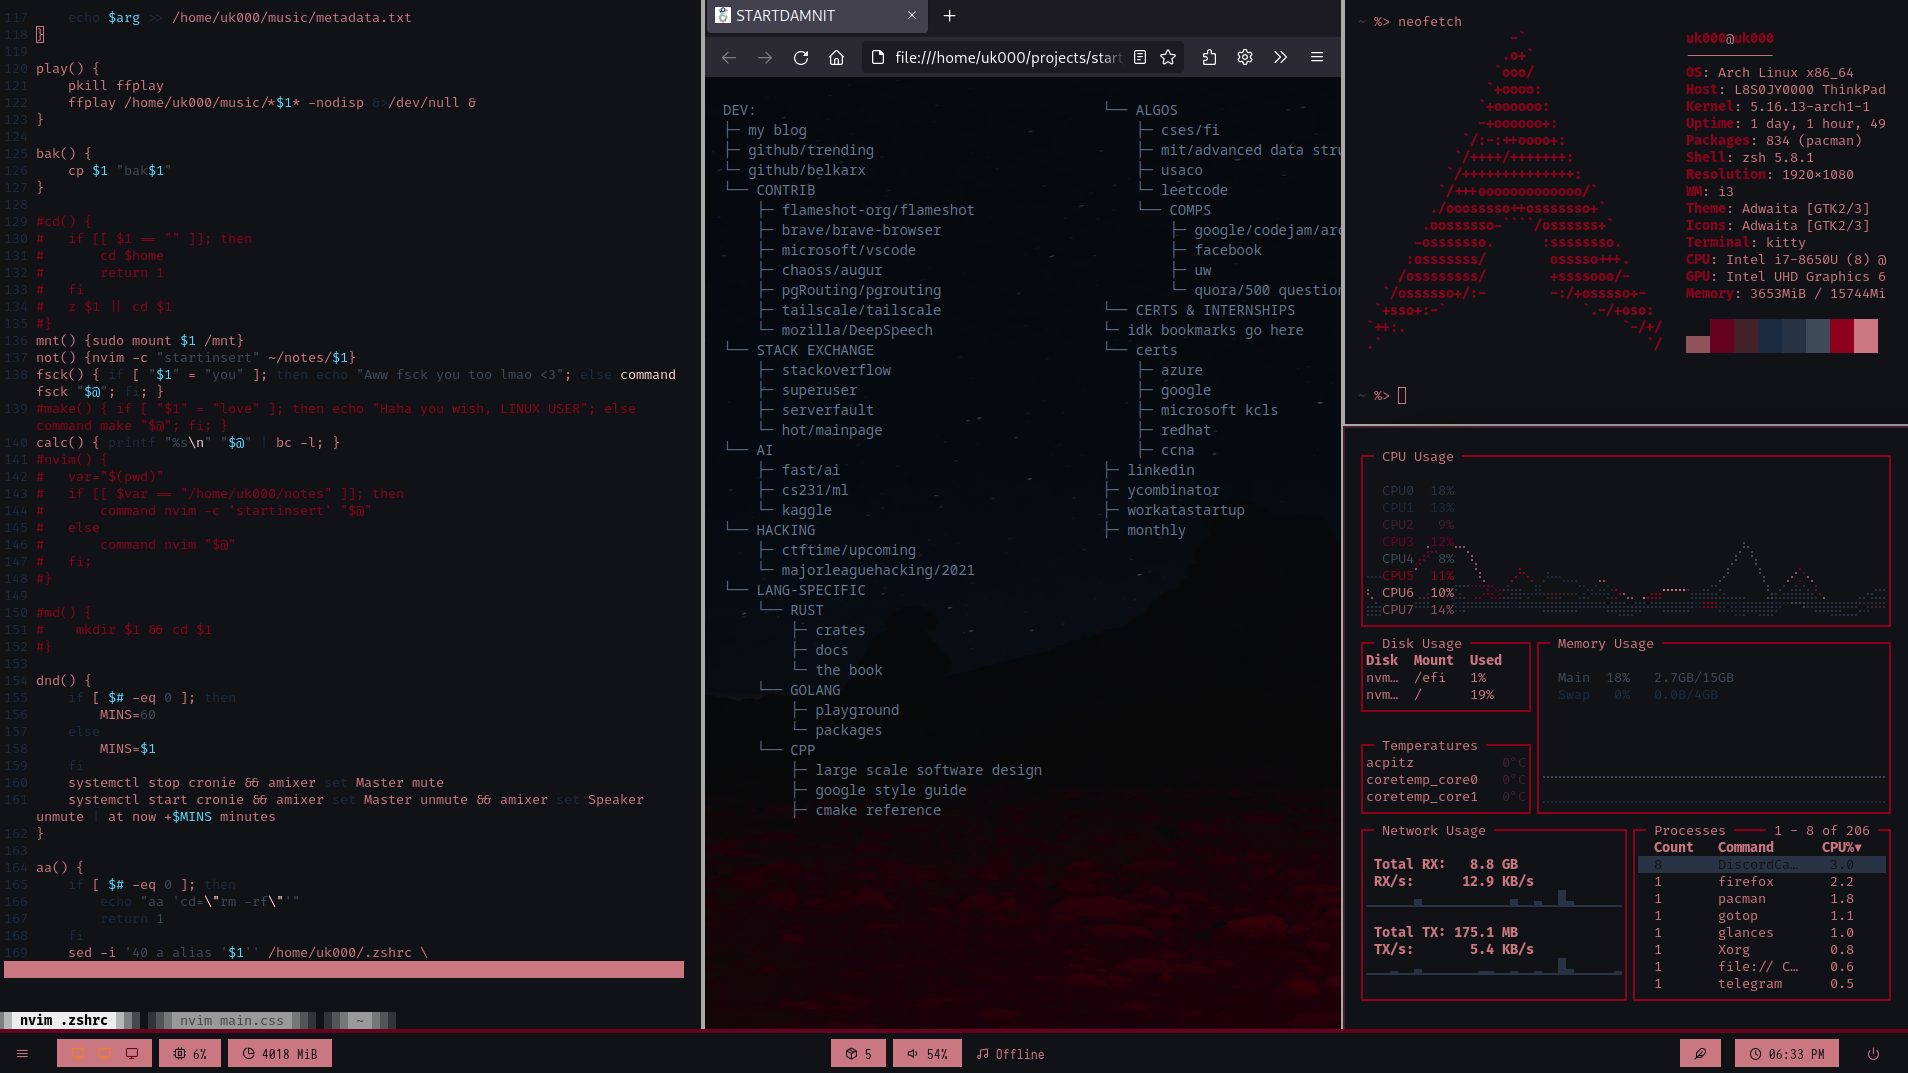 117     echo $arg >> /home/uk000/music/metadata.txt
118 }
119
120 play() {
121     pkill ffplay
122     ffplay /home/uk000/music/*$1* -nodisp &>/dev/null &
123 }
124
125 bak() {
126     cp $1 "bak$1"
127 }
128
129 #cd() {
130 #   if [[ $1 == "" ]]; then
131 #       cd $home
132 #       return 1
133 #   fi
134 #   z $1 || cd $1
135 #}
136 mnt() {sudo mount $1 /mnt}
137 not() {nvim -c "startinsert" ~/notes/$1}
138 fsck() { if [ "$1" = "you" ]; then echo "Aww fsck you too lmao <3"; else command
fsck "$@"; fi; }
139 #make() { if [ "$1" = "love" ]; then echo "Haha you wish, LINUX USER"; else
command make "$@"; fi; }
140 calc() { printf "%s\n" "$@" | bc -l; }
141 #nvim() {
142 #   var="$(pwd)"
143 #   if [[ $var == "/home/uk000/notes" ]]; then
144 #       command nvim -c 'startinsert' "$@"
145 #   else
146 #       command nvim "$@"
147 #   fi;
148 #}
149
150 #md() {
151 #    mkdir $1 && cd $1
152 #}
153
154 dnd() {
155     if [ $# -eq 0 ]; then
156         MINS=60
157     else
158         MINS=$1
159     fi
160     systemctl stop cronie && amixer set Master mute
161     systemctl start cronie && amixer set Master unmute && amixer set Speaker
unmute | at now +$MINS minutes
162 }
163
164 aa() {
165     if [ $# -eq 0 ]; then
166         echo "aa 'cd=\"rm -rf\"'"
167         return 1
168     fi
169     sed -i '40 a alias '$1'' /home/uk000/.zshrc \
nvim .zshrc
nvim main.css
~
STARTDAMNIT
file:///home/uk000/projects/start
DEV:
├─ my blog
├─ github/trending
└─ github/belkarx
└── CONTRIB
├─ flameshot-org/flameshot
├─ brave/brave-browser
├─ microsoft/vscode
├─ chaoss/augur
├─ pgRouting/pgrouting
├─ tailscale/tailscale
└─ mozilla/DeepSpeech
└── STACK EXCHANGE
├─ stackoverflow
├─ superuser
├─ serverfault
└─ hot/mainpage
└── AI
├─ fast/ai
├─ cs231/ml
└─ kaggle
└── HACKING
├─ ctftime/upcoming
└─ majorleaguehacking/2021
└── LANG-SPECIFIC
└── RUST
├─ crates
├─ docs
└─ the book
└── GOLANG
├─ playground
└─ packages
└── CPP
├─ large scale software design
├─ google style guide
└─ cmake reference
└── ALGOS
├─ cses/fi
├─ mit/advanced data stru
├─ usaco
└─ leetcode
└── COMPS
├─ google/codejam/arc
├─ facebook
├─ uw
└─ quora/500 question
└── CERTS & INTERNSHIPS
└─ idk bookmarks go here
└── certs
├─ azure
├─ google
├─ microsoft kcls
├─ redhat
├─ ccna
├─ linkedin
├─ ycombinator
├─ workatastartup
├─ monthly
~ %> neofetch
uk000@uk000
OS: Arch Linux x86_64
Host: L8S0JY0000 ThinkPad
Kernel: 5.16.13-arch1-1
Uptime: 1 day, 1 hour, 49
Packages: 834 (pacman)
Shell: zsh 5.8.1
Resolution: 1920x1080
WM: i3
Theme: Adwaita [GTK2/3]
Icons: Adwaita [GTK2/3]
Terminal: kitty
CPU: Intel i7-8650U (8) @
GPU: Intel UHD Graphics 6
Memory: 3653MiB / 15744Mi
~ %>
CPU Usage
CPU0 18%
CPU1 13%
CPU2 9%
CPU3 12%
CPU4 8%
CPU5 11%
CPU6 10%
CPU7 14%
Disk Usage
Disk Mount Used
nvm… /efi 1%
nvm… / 19%
Memory Usage
Main 18% 2.7GB/15GB
Swap 0% 0.0B/4GB
Temperatures
acpitz 0°C
coretemp_core0 0°C
coretemp_core1 0°C
Network Usage
Total RX: 8.8 GB
RX/s: 12.9 KB/s
Total TX: 175.1 MB
TX/s: 5.4 KB/s
Processes 1 - 8 of 206
Count Command CPU%▼
8 DiscordCa… 3.0
1 firefox 2.2
1 pacman 1.8
1 gotop 1.1
1 glances 1.0
1 Xorg 0.8
1 file:// C… 0.6
1 telegram 0.5
6%
4018 MiB
5
54%
Offline
06:33 PM